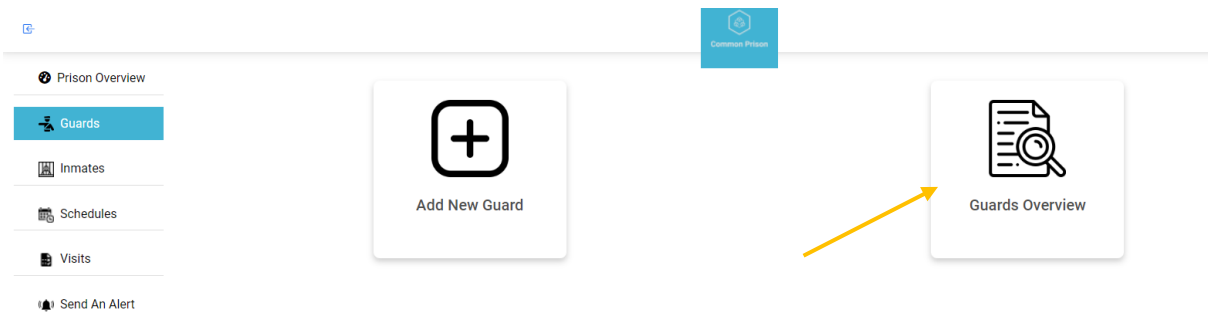 Common Prison
Prison Overview
Guards
Inmates
Schedules
Visits
Send An Alert
Add New Guard
Guards Overview